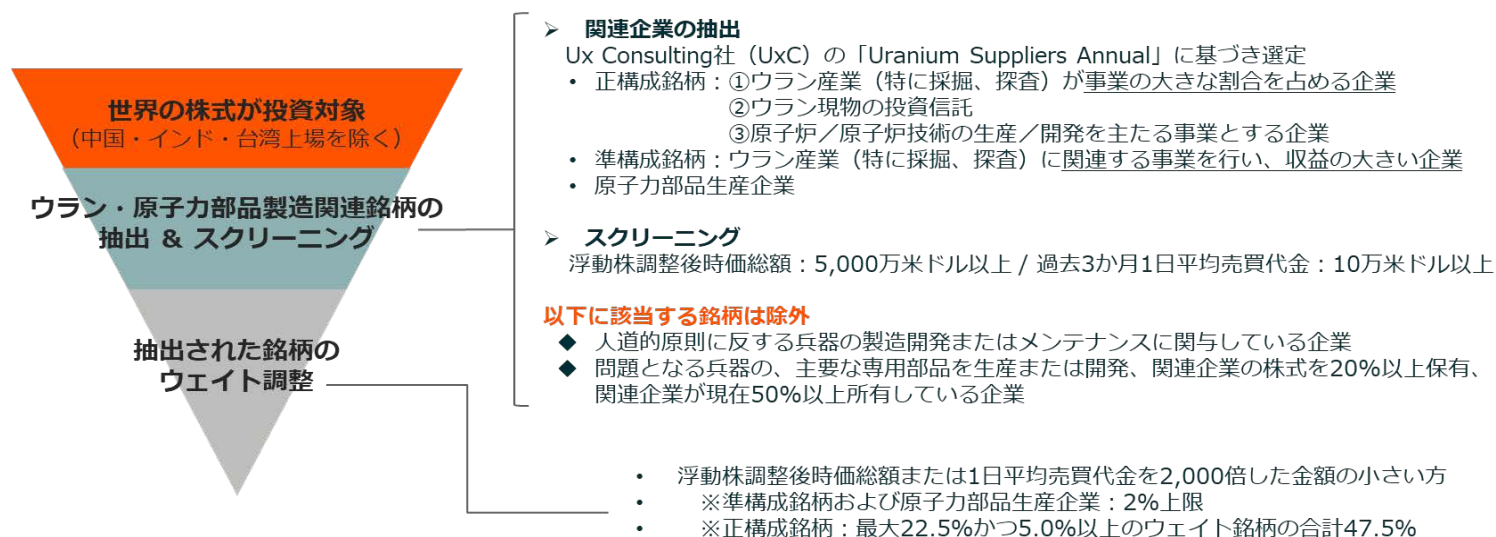 世界の株式が投資対象
（中国・インド・台湾上場を除く）
ウラン・原子力部品製造関連銘柄の
抽出 & スクリーニング
抽出された銘柄の
ウェイト調整
➢ 関連企業の抽出
Ux Consulting社（UxC）の「Uranium Suppliers Annual」に基づき選定
• 正構成銘柄：①ウラン産業（特に採掘、探査）が事業の大きな割合を占める企業
②ウラン現物の投資信託
③原子炉／原子炉技術の生産／開発を主たる事業とする企業
• 準構成銘柄：ウラン産業（特に採掘、探査）に関連する事業を行い、収益の大きい企業
• 原子力部品生産企業
➢ スクリーニング
浮動株調整後時価総額：5,000万米ドル以上 / 過去3か月1日平均売買代金：10万米ドル以上
以下に該当する銘柄は除外
◆ 人道的原則に反する兵器の製造開発またはメンテナンスに関与している企業
◆ 問題となる兵器の、主要な専用部品を生産または開発、関連企業の株式を20%以上保有、
関連企業が現在50%以上所有している企業
• 浮動株調整後時価総額または1日平均売買代金を2,000倍した金額の小さい方
• ※準構成銘柄および原子力部品生産企業：2%上限
• ※正構成銘柄：最大22.5%かつ5.0%以上のウェイト銘柄の合計47.5%